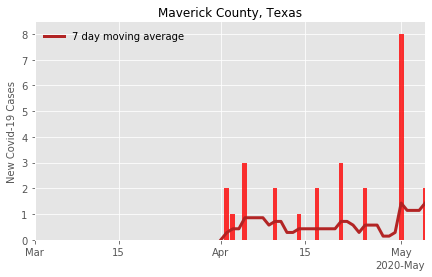 Maverick County, Texas
7 day moving average
New Covid-19 Cases
8
7
6
5
4
3
2
1
0
Mar 15 Apr 15 May
2020-May